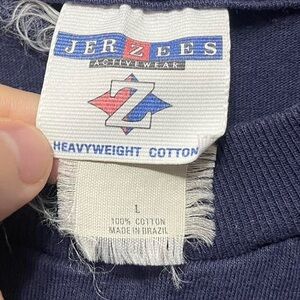 JERZEES
ACTIVEWEAR
Z
HEAVYWEIGHT COTTON
L
100% COTTON
MADE IN BRAZIL